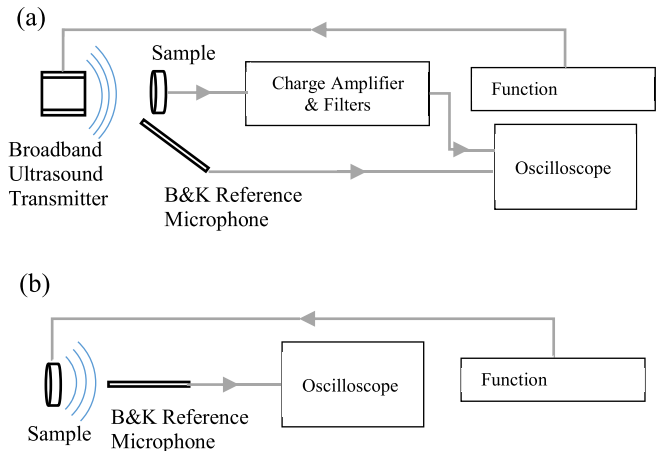 (a)
Sample
Charge Amplifier
& Filters
Function
Broadband
Ultrasound
Transmitter
B&K Reference
Microphone
Oscilloscope
(b)
Sample
B&K Reference
Microphone
Oscilloscope
Function